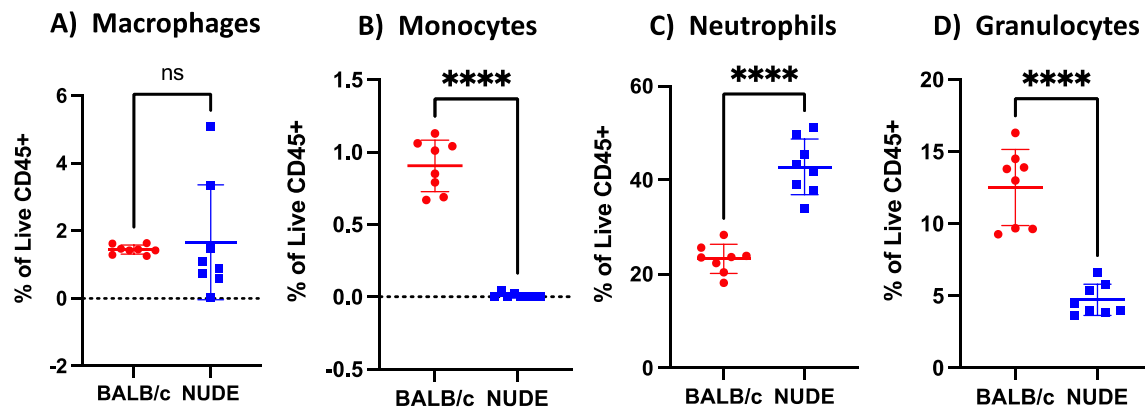 A) Macrophages
ns
% of Live CD45+
6
4
2
0
-2
BALB/c NUDE
B) Monocytes
****
% of Live CD45+
1.5
1.0
0.5
0.0
-0.5
BALB/c NUDE
C) Neutrophils
****
% of Live CD45+
60
40
20
0
BALB/c NUDE
D) Granulocytes
****
% of Live CD45+
20
15
10
5
0
BALB/c NUDE